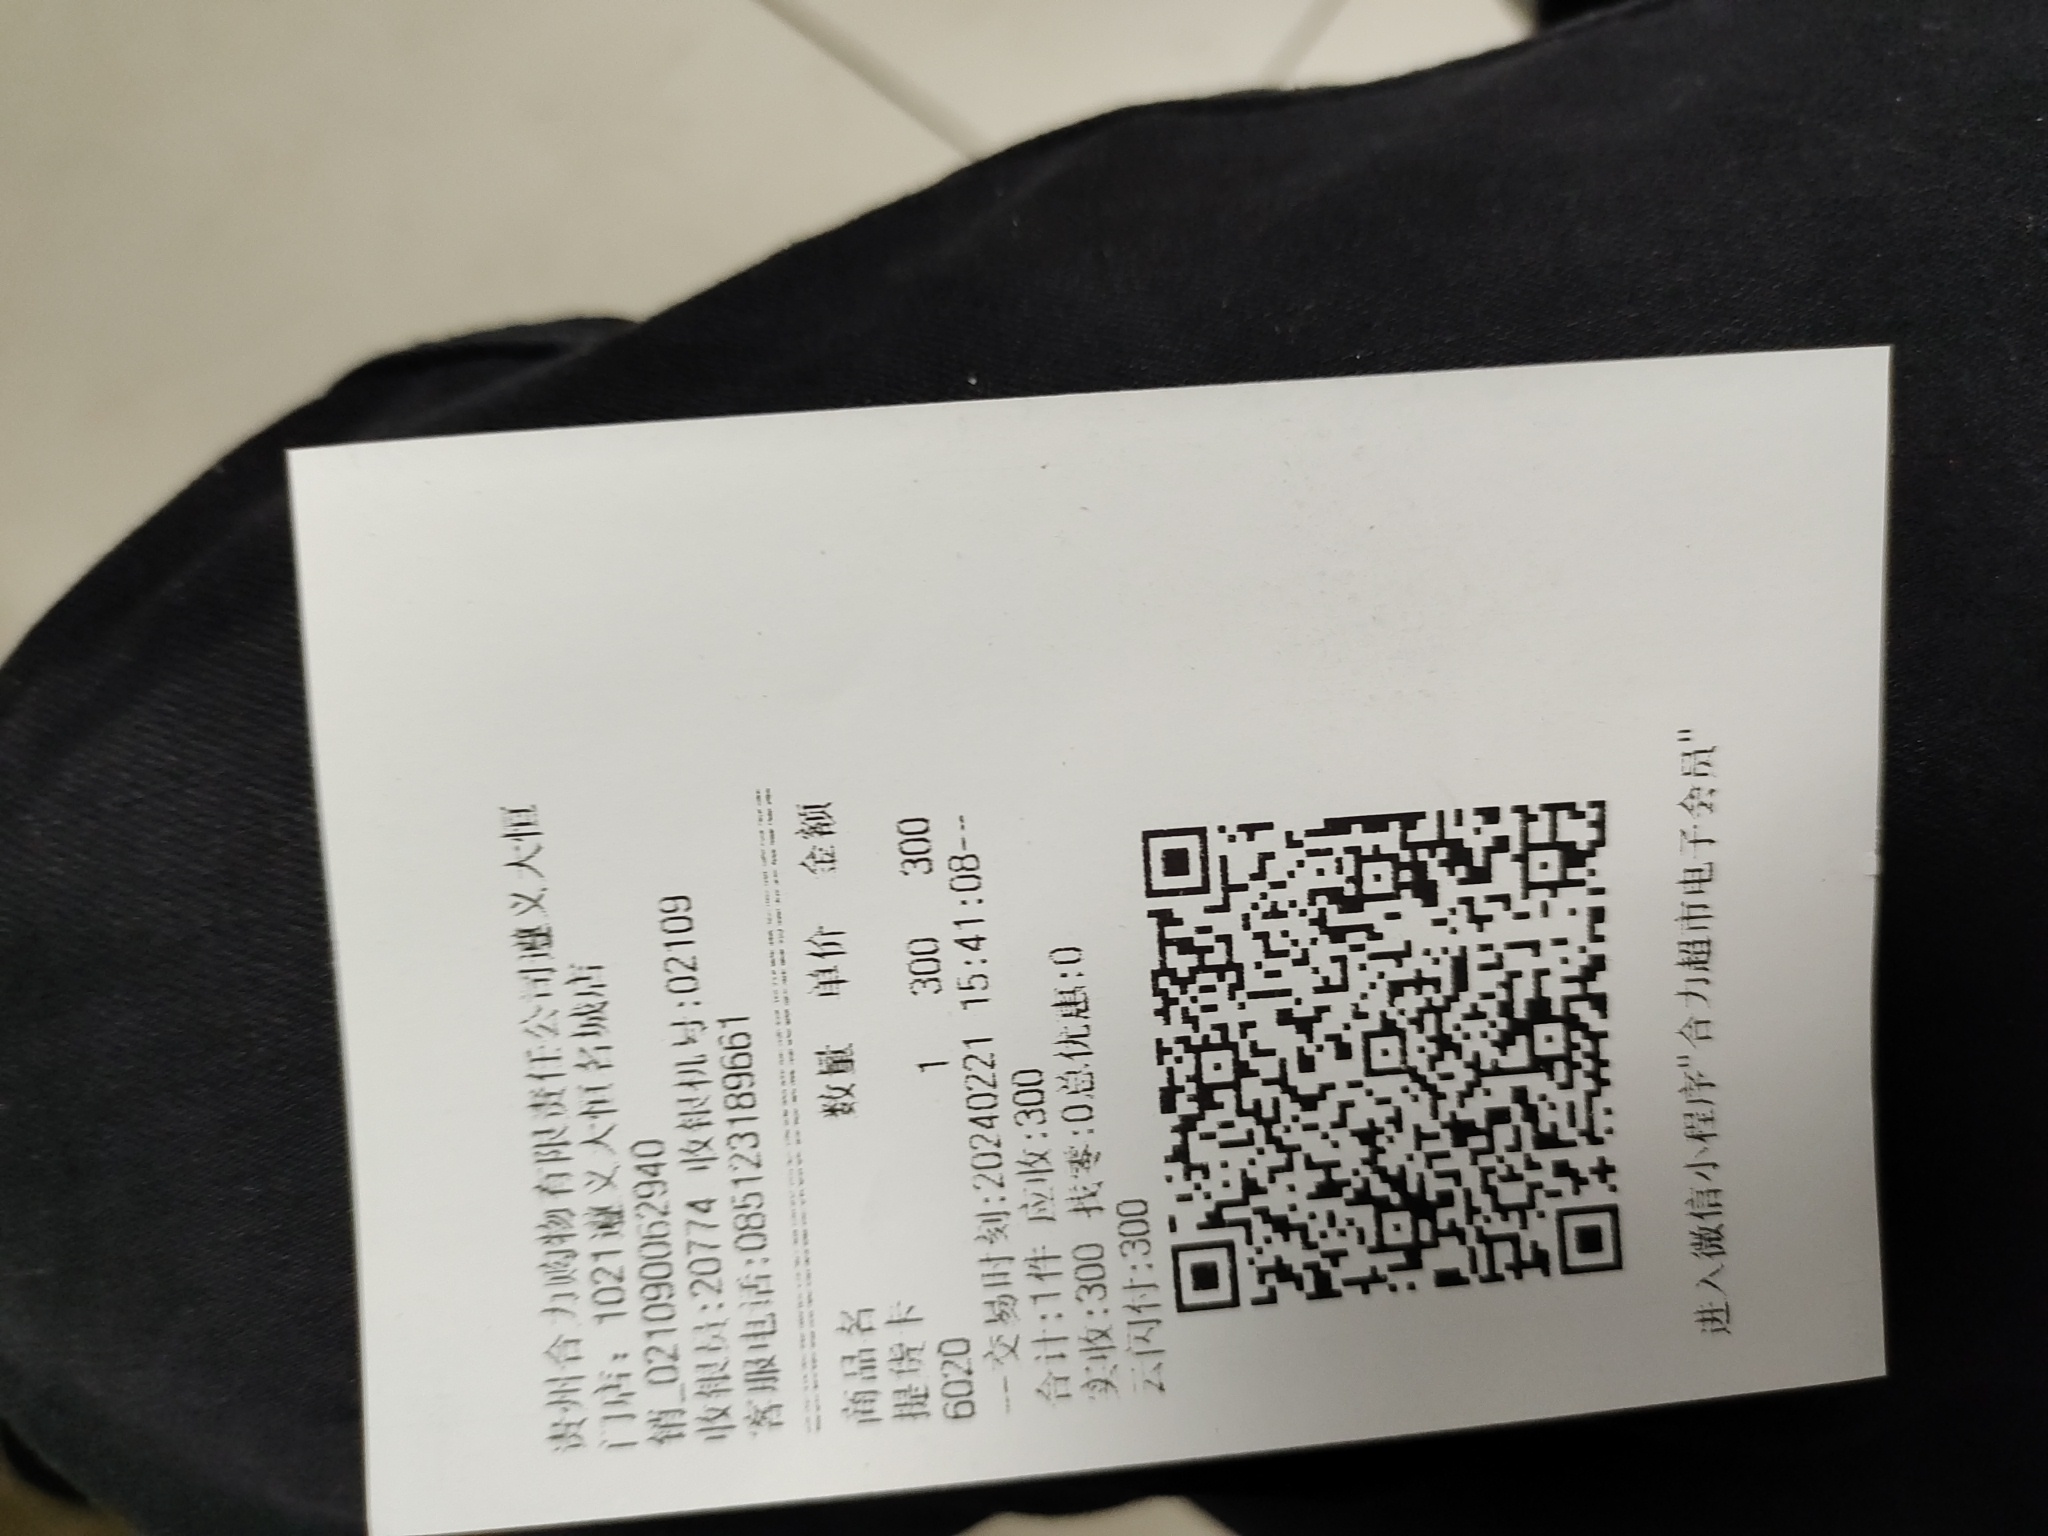 贵州合力购物有限责任公司遵义天恒
门店：1021遵义天恒名城店
销_021090062940
收银员:20774 收银机号:02109
客服电话:085123189661
商品名 数量 单价 金额
提货卡
6020 1 300 300
---交易时刻:20240221 15:41:08---
合计:1件 应收:300
实收:300 找零:0总优惠:0
云闪付:300
进入微信小程序"合力超市电子会员"